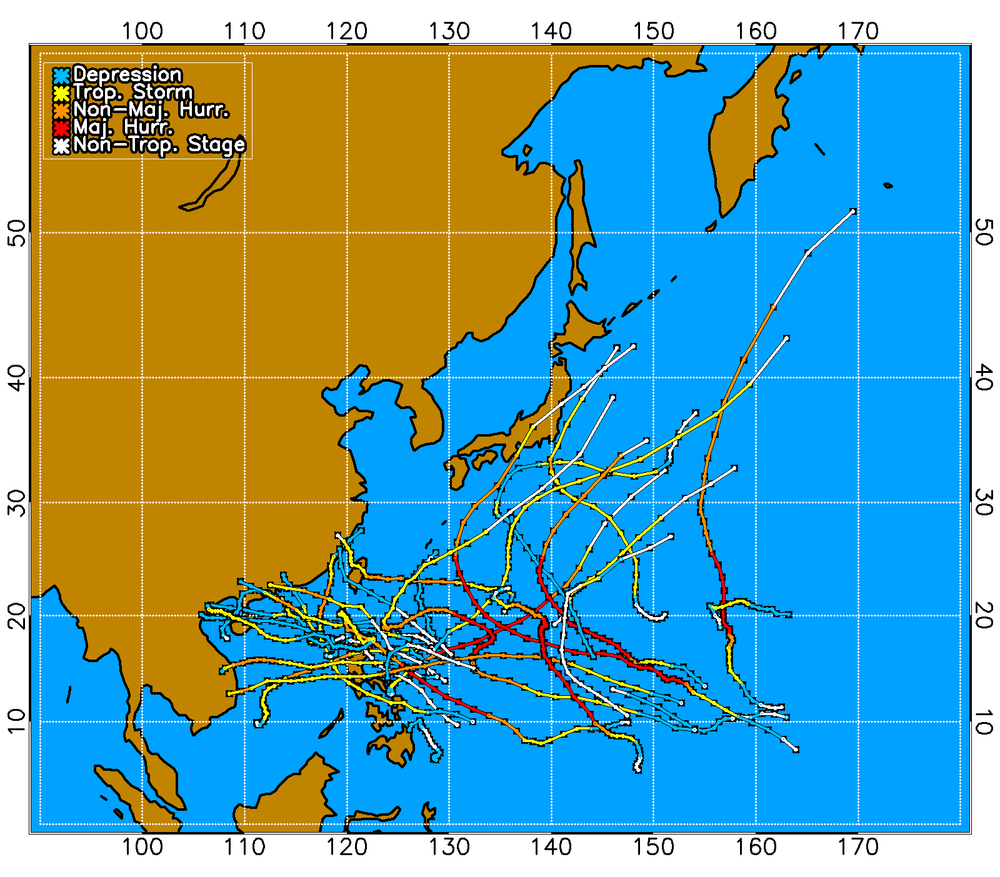 100 110 120 130 140 150 160 170
Depression
Trop. Storm
Non-Maj. Hurr.
Maj. Hurr.
Non-Trop. Stage
50 50
40 40
30 30
20 20
10 10
100 110 120 130 140 150 160 170